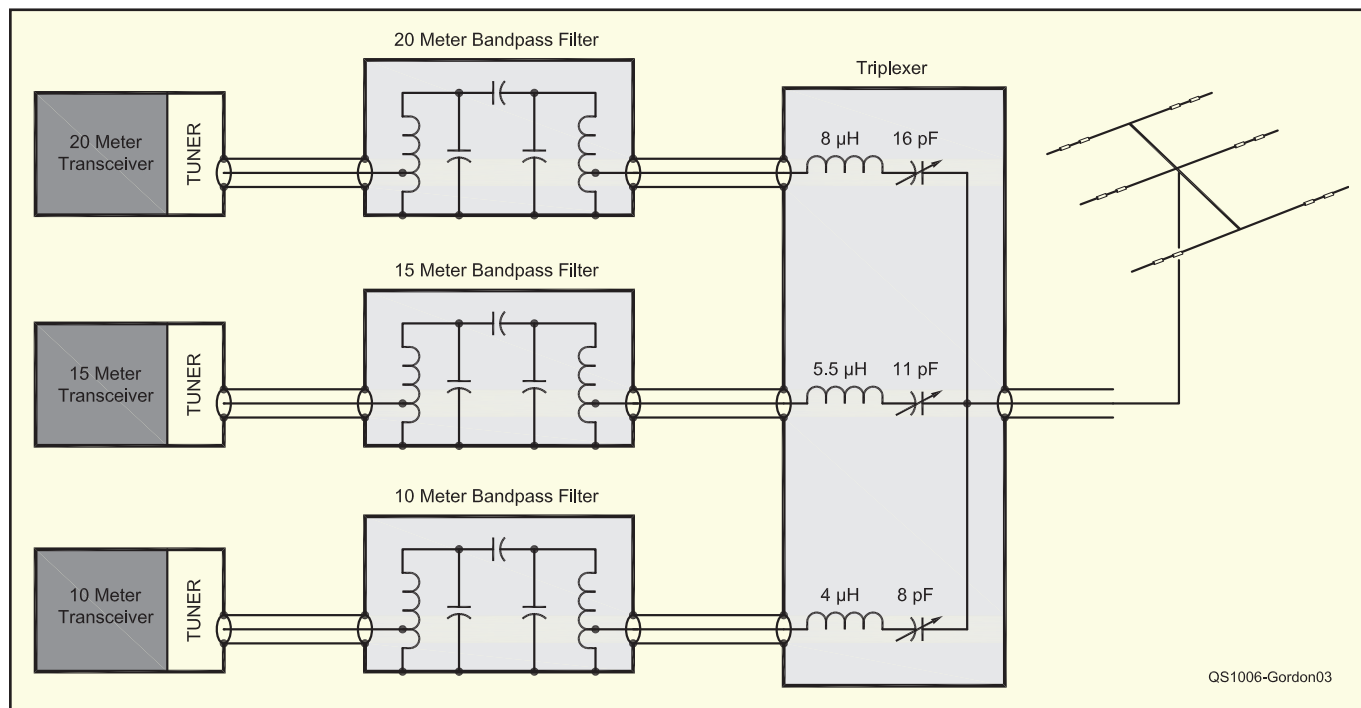 20 Meter Bandpass Filter
Triplexer
20 Meter
Transceiver
TUNER
8 µH
16 pF
15 Meter Bandpass Filter
15 Meter
Transceiver
TUNER
5.5 µH
11 pF
10 Meter Bandpass Filter
10 Meter
Transceiver
TUNER
4 µH
8 pF
QS1006-Gordon03